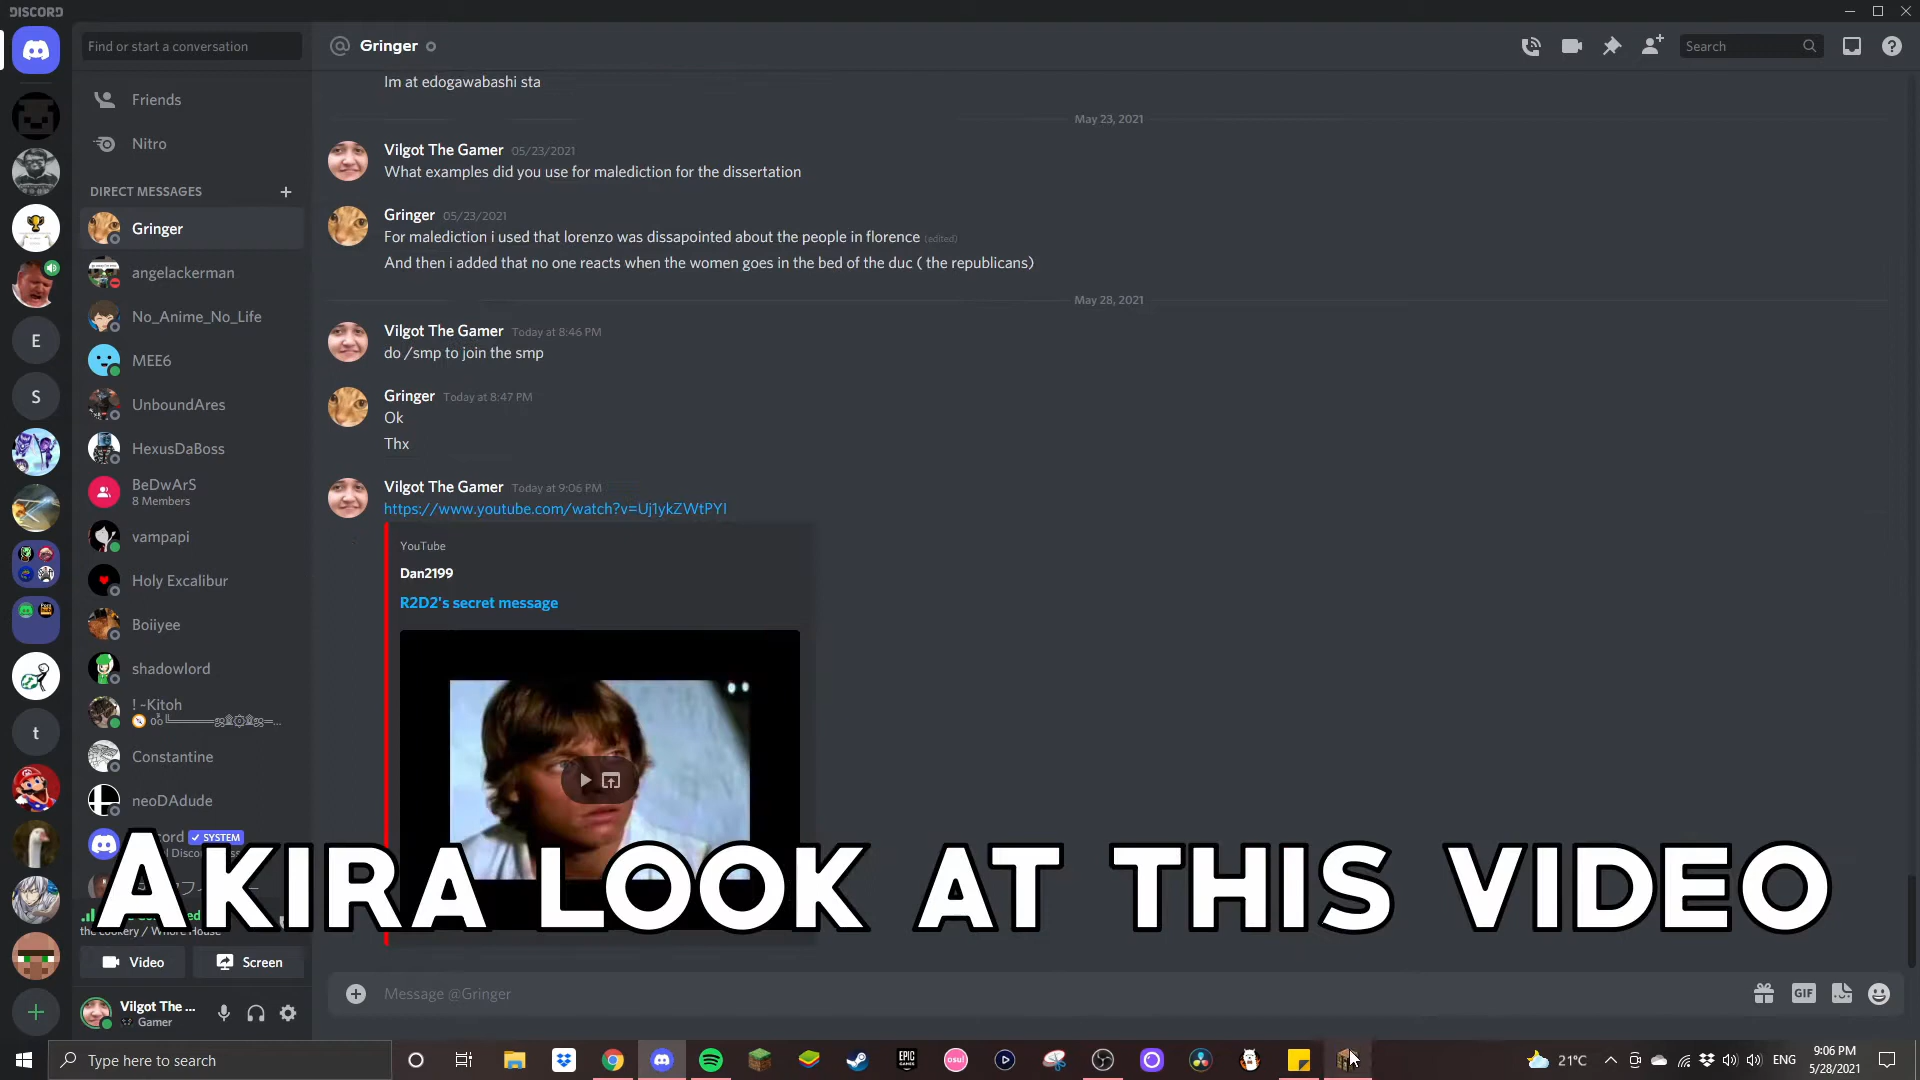 DISCORD
Find or start a conversation
Friends
Nitro
DIRECT MESSAGES
Gringer
angelackerman
No_Anime_No_Life
MEE6
UnboundAres
HexusDaBoss
BeDwArS
8 Members
vampapi
Holy Excalibur
Boiiyee
shadowlord
! -Kitoh
Constantine
neoDAdude
SYSTEM
E
S
t
the cookery / Whore House
Video
Screen
Vilgot The ...
Gamer
Gringer
Search
Im at edogawabashi sta
May 23, 2021
Vilgot The Gamer 05/23/2021
What examples did you use for malediction for the dissertation
Gringer 05/23/2021
For malediction i used that lorenzo was dissapointed about the people in florence (edited)
And then i added that no one reacts when the women goes in the bed of the duc ( the republicans)
May 28, 2021
Vilgot The Gamer Today at 8:46 PM
do /smp to join the smp
Gringer Today at 8:47 PM
Ok
Thx
Vilgot The Gamer Today at 9:06 PM
https://www.youtube.com/watch?v=Uj1ykZWtPYI
YouTube
Dan2199
R2D2's secret message
AKIRA LOOK AT THIS VIDEO
Message @Gringer
GIF
Type here to search
EPIC GAMES
osu!
21°C
ENG
9:06 PM
5/28/2021